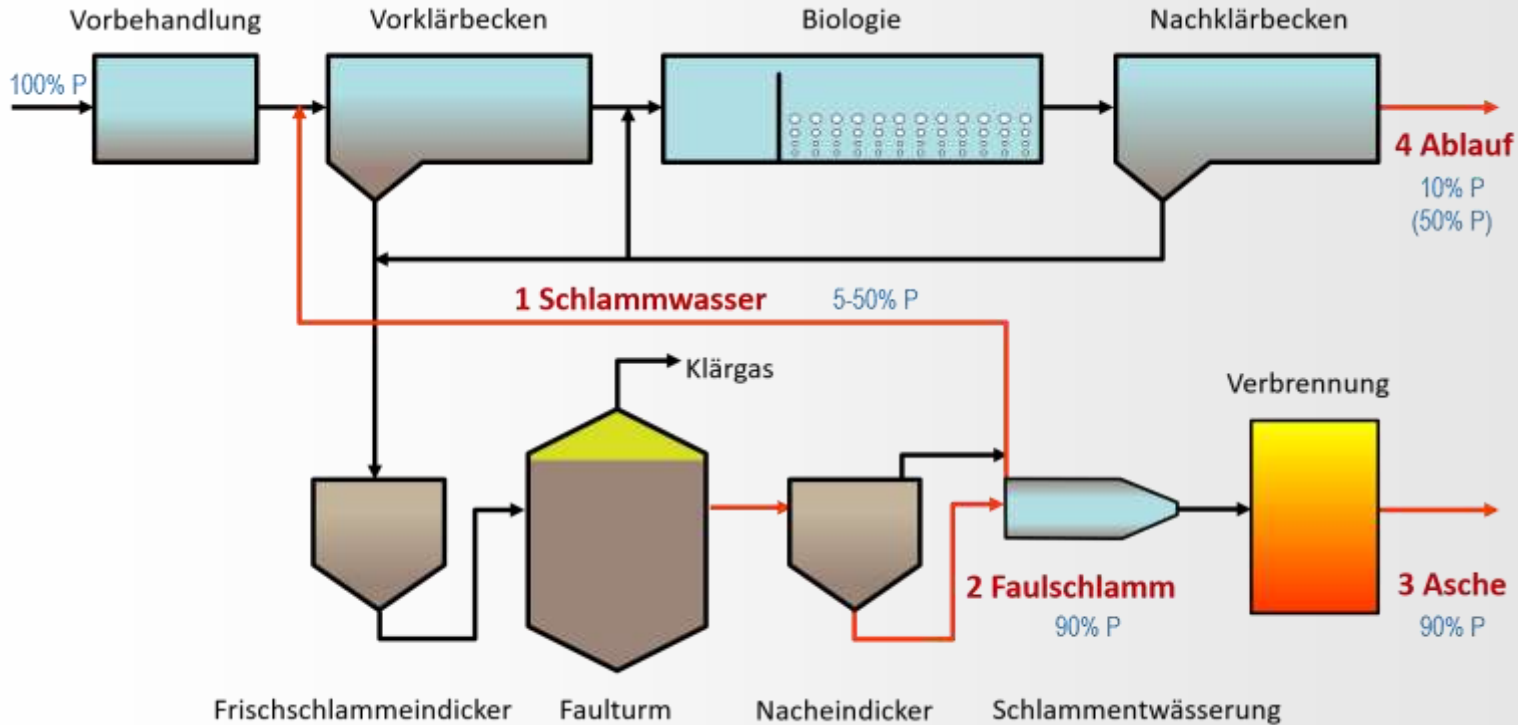 Vorbehandlung
Vorklärbecken
Biologie
Nachklärbecken
100% P
4 Ablauf
10% P
(50% P)
1 Schlammwasser
5-50% P
Klärgas
Verbrennung
2 Faulschlamm
90% P
3 Asche
90% P
Frischschlammeindicker
Faulturm
Nacheindicker
Schlammentwässerung